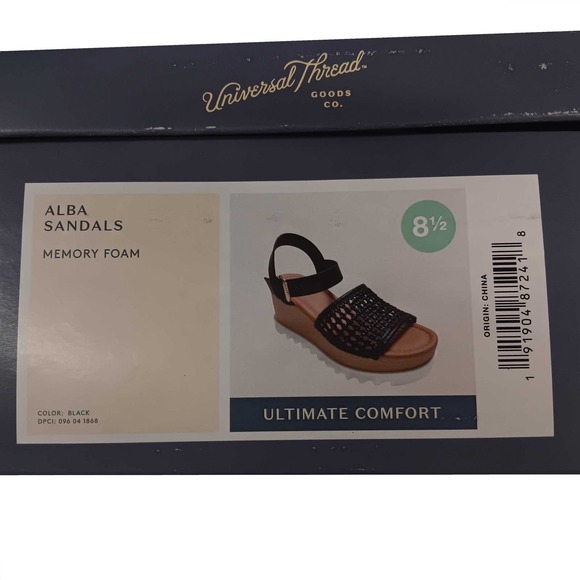 Universal Thread™
GOODS
CO.
ALBA
SANDALS
MEMORY FOAM
COLOR: BLACK
DPCI: 096 04 1868
8½
ULTIMATE COMFORT
ORIGIN: CHINA
1 91904 87241 8